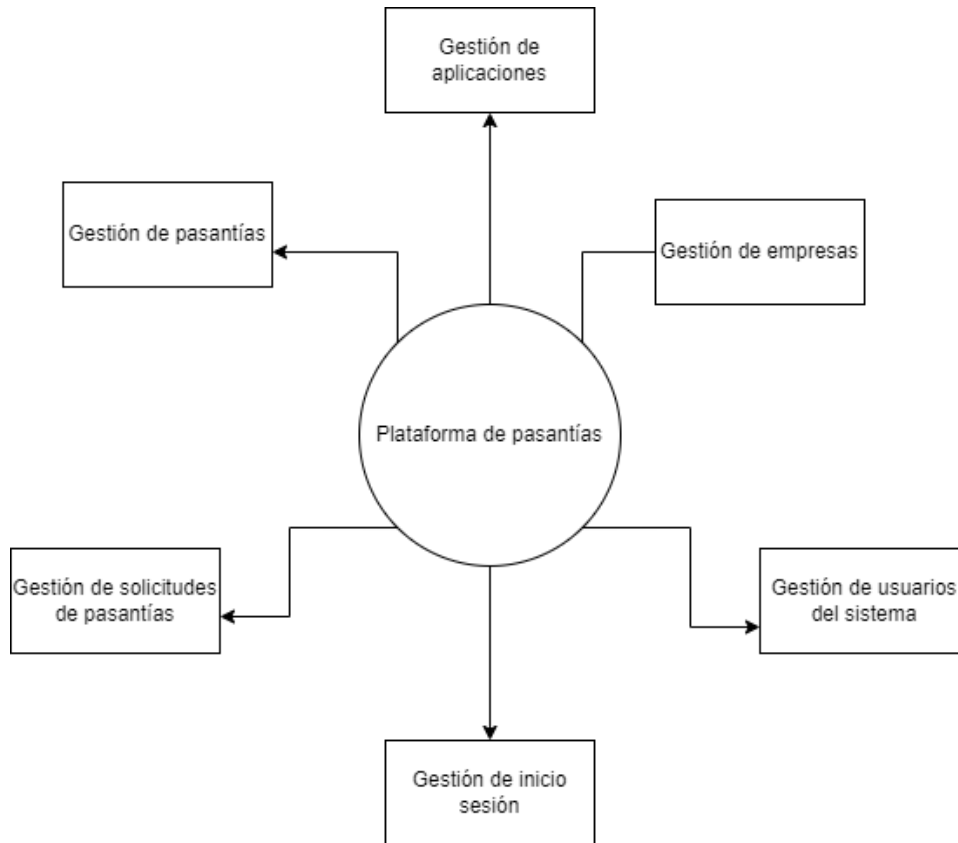 Gestión de
aplicaciones
Gestión de pasantías
Gestión de empresas
Plataforma de pasantías
Gestión de solicitudes
de pasantías
Gestión de usuarios
del sistema
Gestión de inicio
sesión